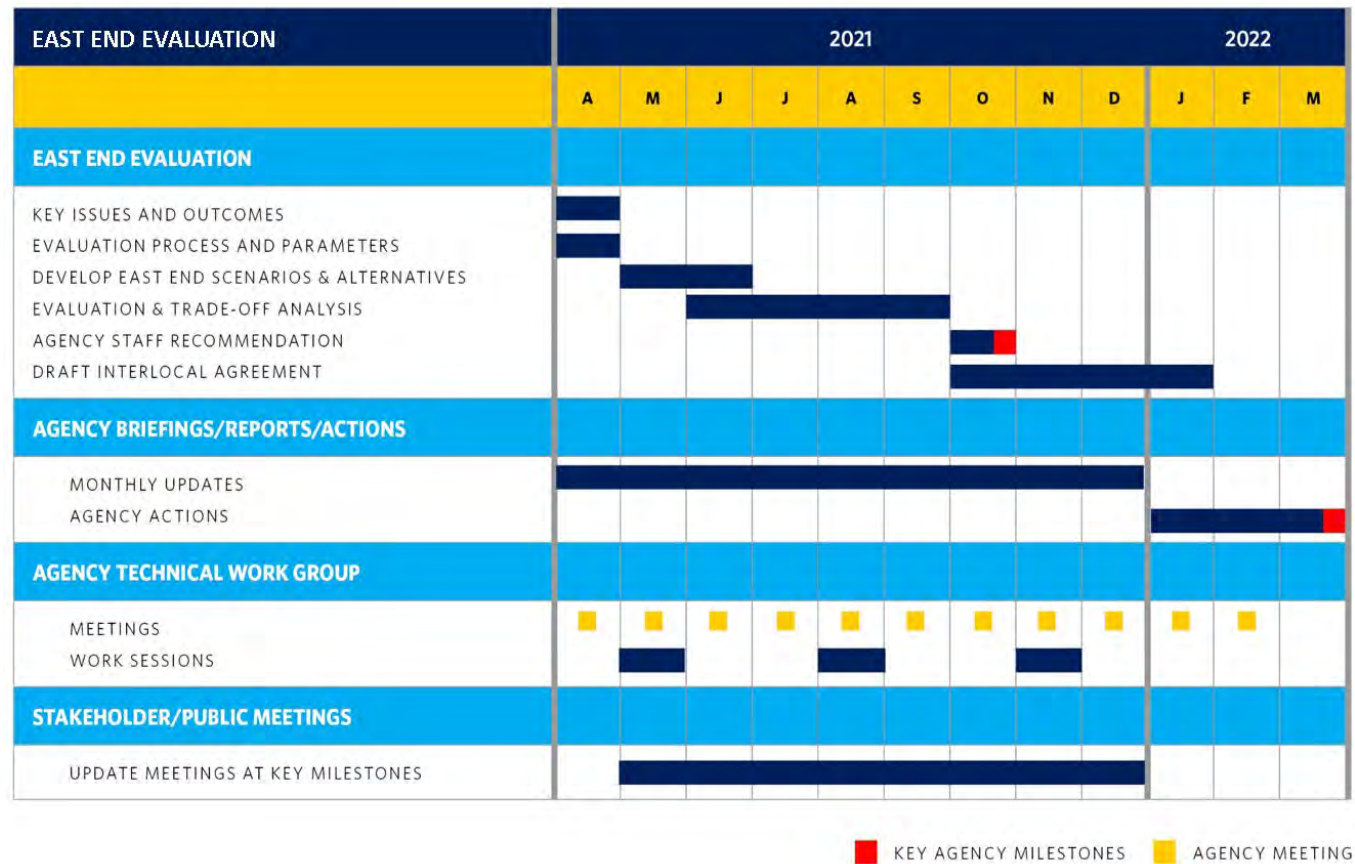 EAST END EVALUATION 2021 2022
A M J J A S O N D J F M
EAST END EVALUATION
KEY ISSUES AND OUTCOMES
EVALUATION PROCESS AND PARAMETERS
DEVELOP EAST END SCENARIOS & ALTERNATIVES
EVALUATION & TRADE-OFF ANALYSIS
AGENCY STAFF RECOMMENDATION
DRAFT INTERLOCAL AGREEMENT
AGENCY BRIEFINGS/REPORTS/ACTIONS
MONTHLY UPDATES
AGENCY ACTIONS
AGENCY TECHNICAL WORK GROUP
MEETINGS
WORK SESSIONS
STAKEHOLDER/PUBLIC MEETINGS
UPDATE MEETINGS AT KEY MILESTONES
KEY AGENCY MILESTONES AGENCY MEETING